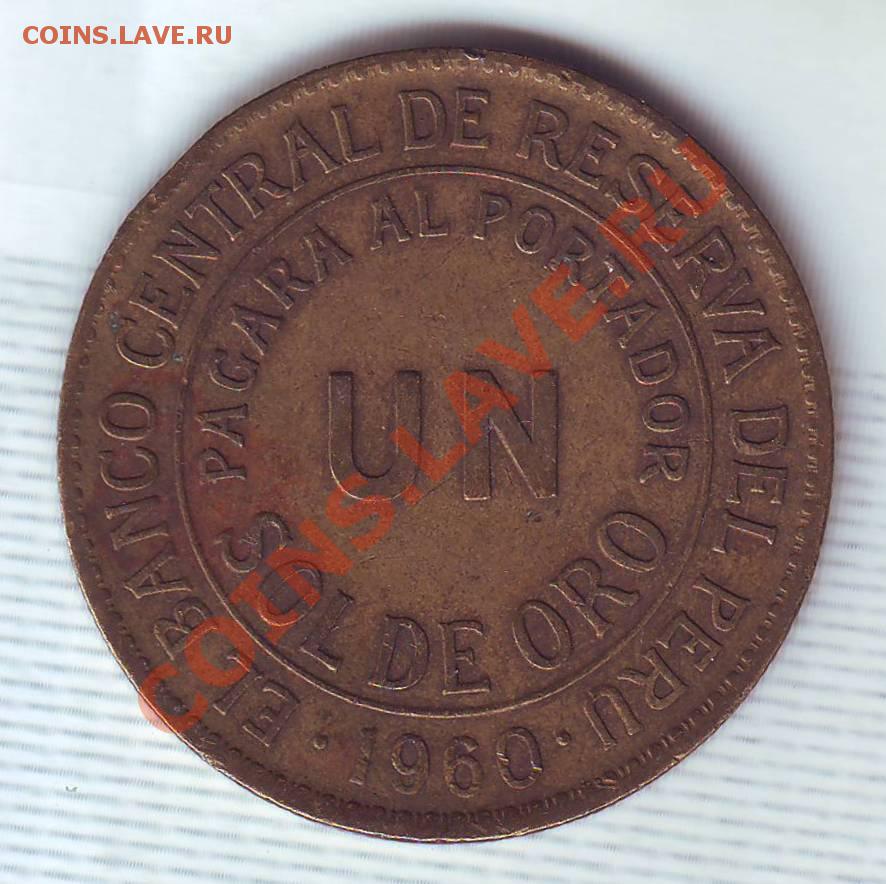 COINS.LAVE.RU
EL BANCO CENTRAL DE RESERVA DEL PERU
PAGARA AL PORTADOR
UN
SOL DE ORO
· 1960 ·
COINS.LAVE.RU